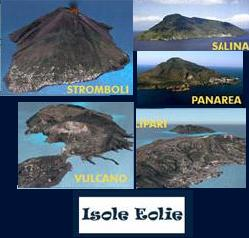 SALINA
STROMBOLI
PANAREA
LIPARI
VULCANO
Isole Eolie